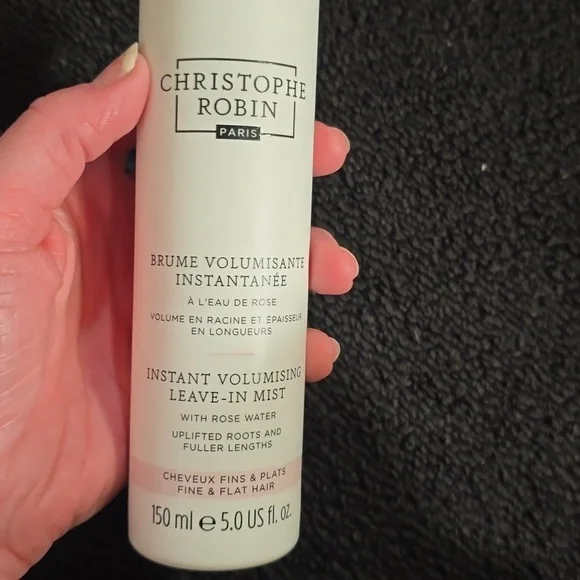 CHRISTOPHE
ROBIN
PARIS
BRUME VOLUMISANTE
INSTANTANÉE
À L'EAU DE ROSE
VOLUME EN RACINE ET ÉPAISSEUR
EN LONGUEURS
INSTANT VOLUMISING
LEAVE-IN MIST
WITH ROSE WATER
UPLIFTED ROOTS AND
FULLER LENGTHS
CHEVEUX FINS & PLATS
FINE & FLAT HAIR
150 ml ℮ 5.0 US fl. oz.